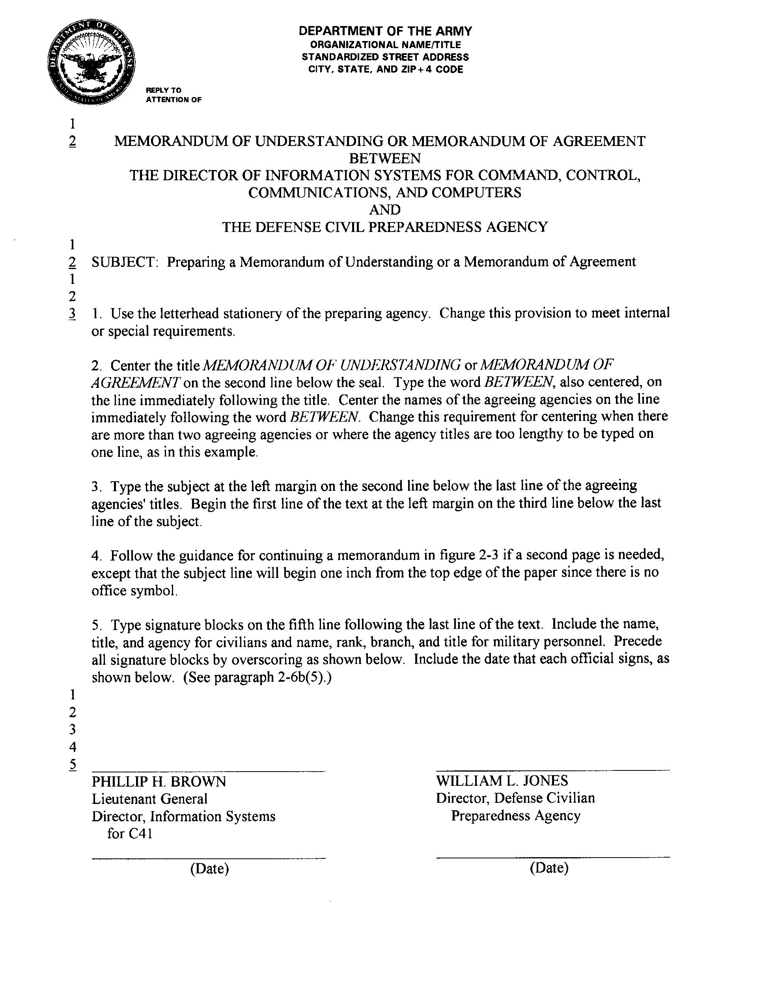 DEPARTMENT OF DEFENSE
UNITED STATES OF AMERICA
DEPARTMENT OF THE ARMY
ORGANIZATIONAL NAME/TITLE
STANDARDIZED STREET ADDRESS
CITY, STATE, AND ZIP+4 CODE
REPLY TO
ATTENTION OF
1
2 MEMORANDUM OF UNDERSTANDING OR MEMORANDUM OF AGREEMENT
BETWEEN
THE DIRECTOR OF INFORMATION SYSTEMS FOR COMMAND, CONTROL,
COMMUNICATIONS, AND COMPUTERS
AND
THE DEFENSE CIVIL PREPAREDNESS AGENCY
1
2 SUBJECT: Preparing a Memorandum of Understanding or a Memorandum of Agreement
1
2
3 1. Use the letterhead stationery of the preparing agency. Change this provision to meet internal
or special requirements.
2. Center the title MEMORANDUM OF UNDERSTANDING or MEMORANDUM OF
AGREEMENT on the second line below the seal. Type the word BETWEEN, also centered, on
the line immediately following the title. Center the names of the agreeing agencies on the line
immediately following the word BETWEEN. Change this requirement for centering when there
are more than two agreeing agencies or where the agency titles are too lengthy to be typed on
one line, as in this example.
3. Type the subject at the left margin on the second line below the last line of the agreeing
agencies' titles. Begin the first line of the text at the left margin on the third line below the last
line of the subject.
4. Follow the guidance for continuing a memorandum in figure 2-3 if a second page is needed,
except that the subject line will begin one inch from the top edge of the paper since there is no
office symbol.
5. Type signature blocks on the fifth line following the last line of the text. Include the name,
title, and agency for civilians and name, rank, branch, and title for military personnel. Precede
all signature blocks by overscoring as shown below. Include the date that each official signs, as
shown below. (See paragraph 2-6b(5).)
1
2
3
4
5
PHILLIP H. BROWN
Lieutenant General
Director, Information Systems
for C41
(Date)
WILLIAM L. JONES
Director, Defense Civilian
Preparedness Agency
(Date)